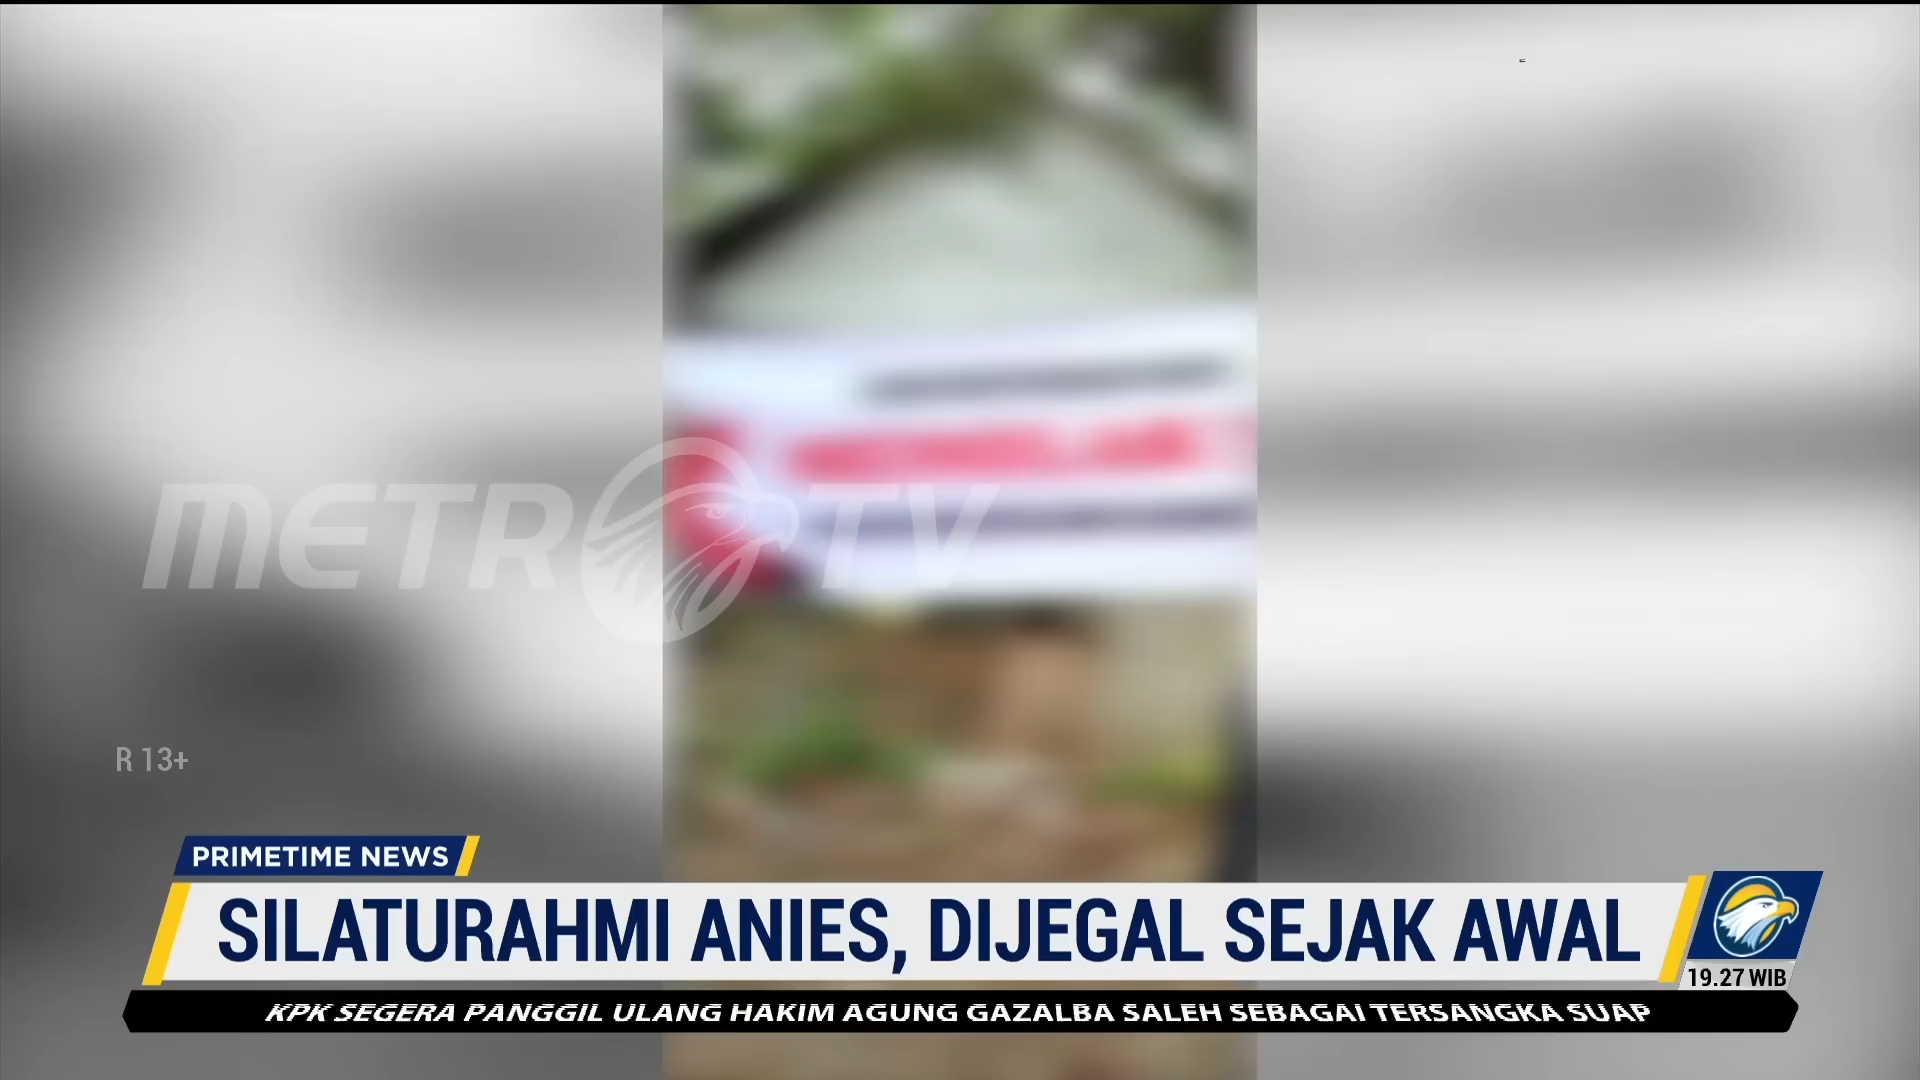 METRO TV
R 13+
PRIMETIME NEWS
SILATURAHMI ANIES, DIJEGAL SEJAK AWAL
19.27 WIB
KPK SEGERA PANGGIL ULANG HAKIM AGUNG GAZALBA SALEH SEBAGAI TERSANGKA SUAP